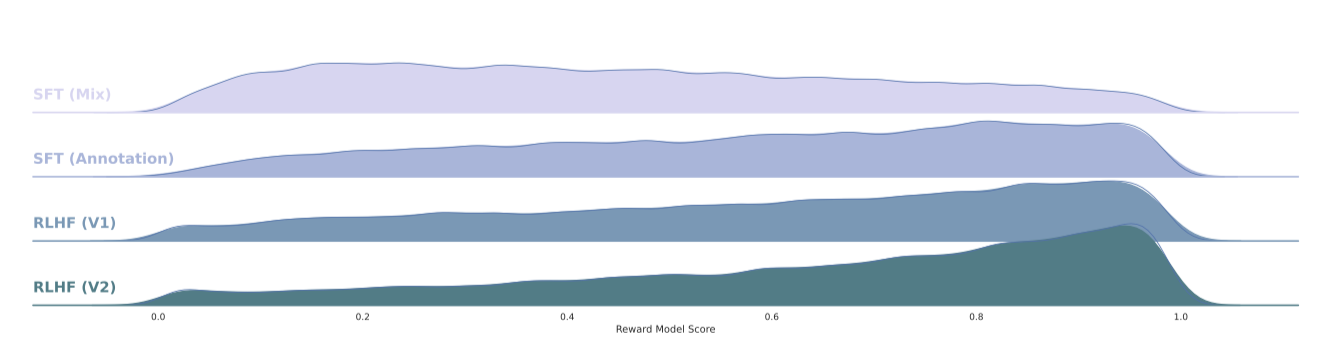 SFT (Mix)
SFT (Annotation)
RLHF (V1)
RLHF (V2)
0.0 0.2 0.4 0.6 0.8 1.0
Reward Model Score